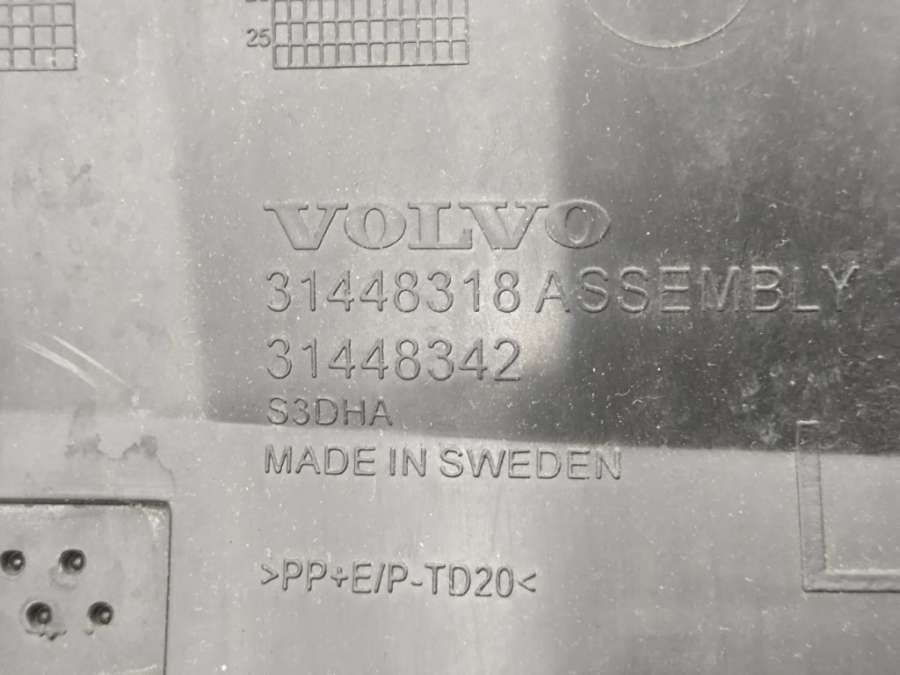 25
VOLVO
31448318 ASSEMBLY
31448342
S3DHA
MADE IN SWEDEN
>PP+E/P-TD20<